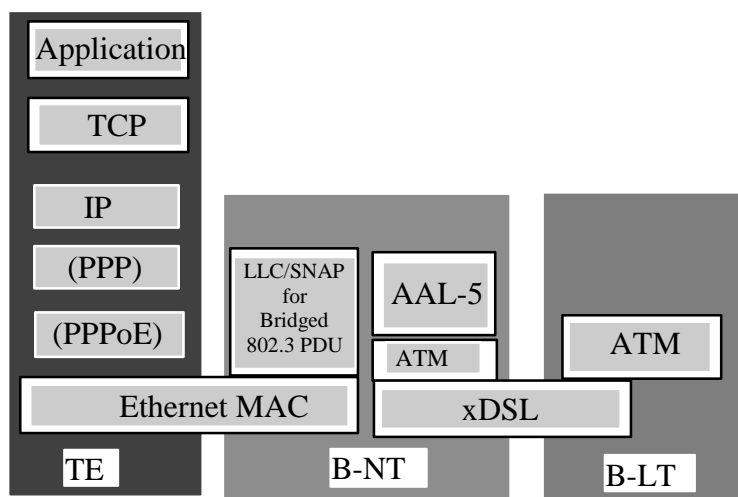 Application
TCP
IP
(PPP)
(PPPoE)
LLC/SNAP
for
Bridged
802.3 PDU
AAL-5
ATM
ATM
Ethernet MAC
xDSL
TE
B-NT
B-LT